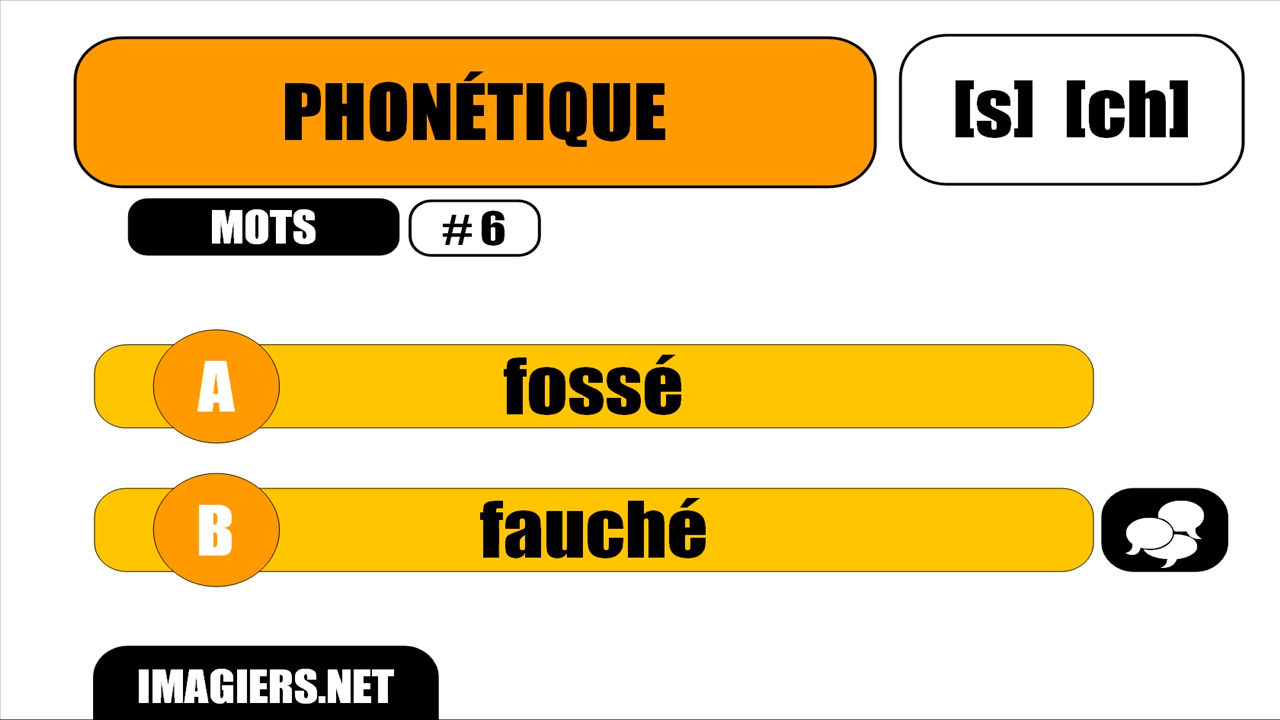 PHONÉTIQUE
[s] [ch]
MOTS
# 6
A
fossé
B
fauché
IMAGIERS.NET